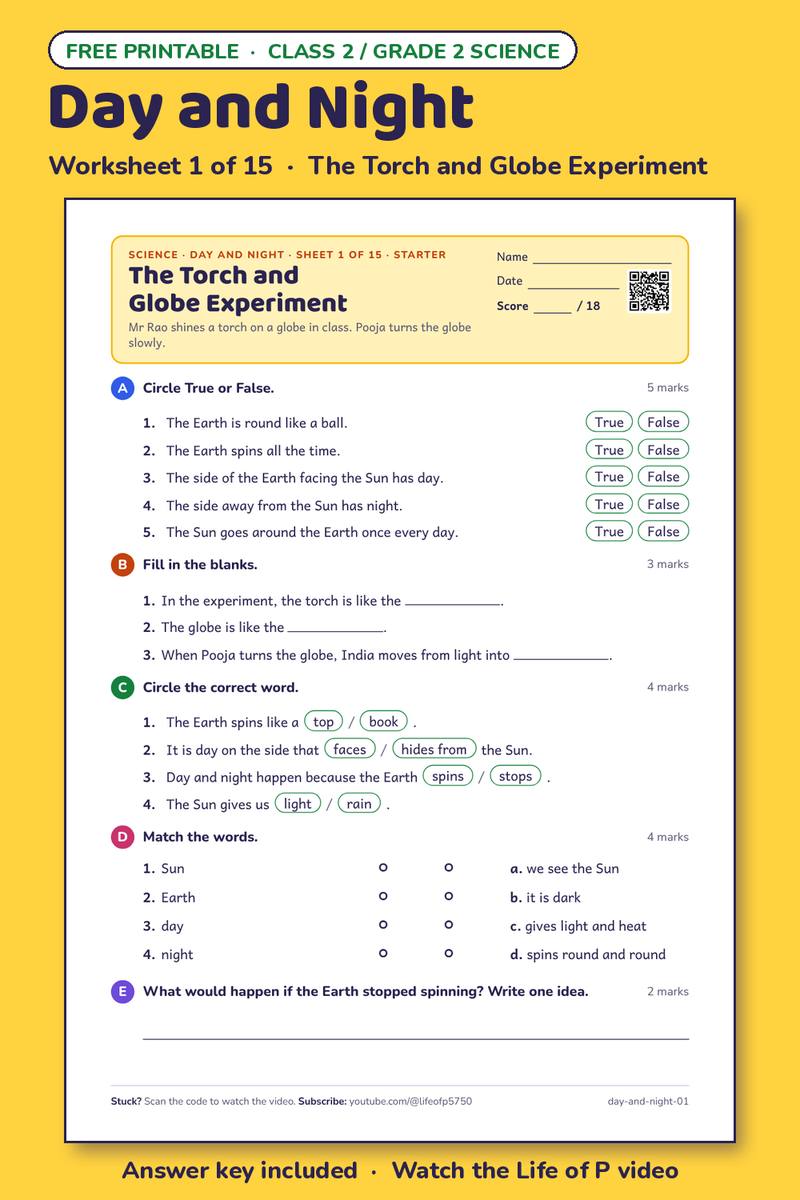 FREE PRINTABLE · CLASS 2 / GRADE 2 SCIENCE
Day and Night
Worksheet 1 of 15 · The Torch and Globe Experiment
SCIENCE · DAY AND NIGHT · SHEET 1 OF 15 · STARTER
The Torch and
Globe Experiment
Mr Rao shines a torch on a globe in class. Pooja turns the globe
slowly.
Name ____________
Date ____________
Score ______ / 18
A Circle True or False. 5 marks
1. The Earth is round like a ball. True False
2. The Earth spins all the time. True False
3. The side of the Earth facing the Sun has day. True False
4. The side away from the Sun has night. True False
5. The Sun goes around the Earth once every day. True False
B Fill in the blanks. 3 marks
1. In the experiment, the torch is like the ____________.
2. The globe is like the ____________.
3. When Pooja turns the globe, India moves from light into ____________.
C Circle the correct word. 4 marks
1. The Earth spins like a top / book .
2. It is day on the side that faces / hides from the Sun.
3. Day and night happen because the Earth spins / stops .
4. The Sun gives us light / rain .
D Match the words. 4 marks
1. Sun a. we see the Sun
2. Earth b. it is dark
3. day c. gives light and heat
4. night d. spins round and round
E What would happen if the Earth stopped spinning? Write one idea. 2 marks
Stuck? Scan the code to watch the video. Subscribe: youtube.com/@lifeofp5750 day-and-night-01
Answer key included · Watch the Life of P video